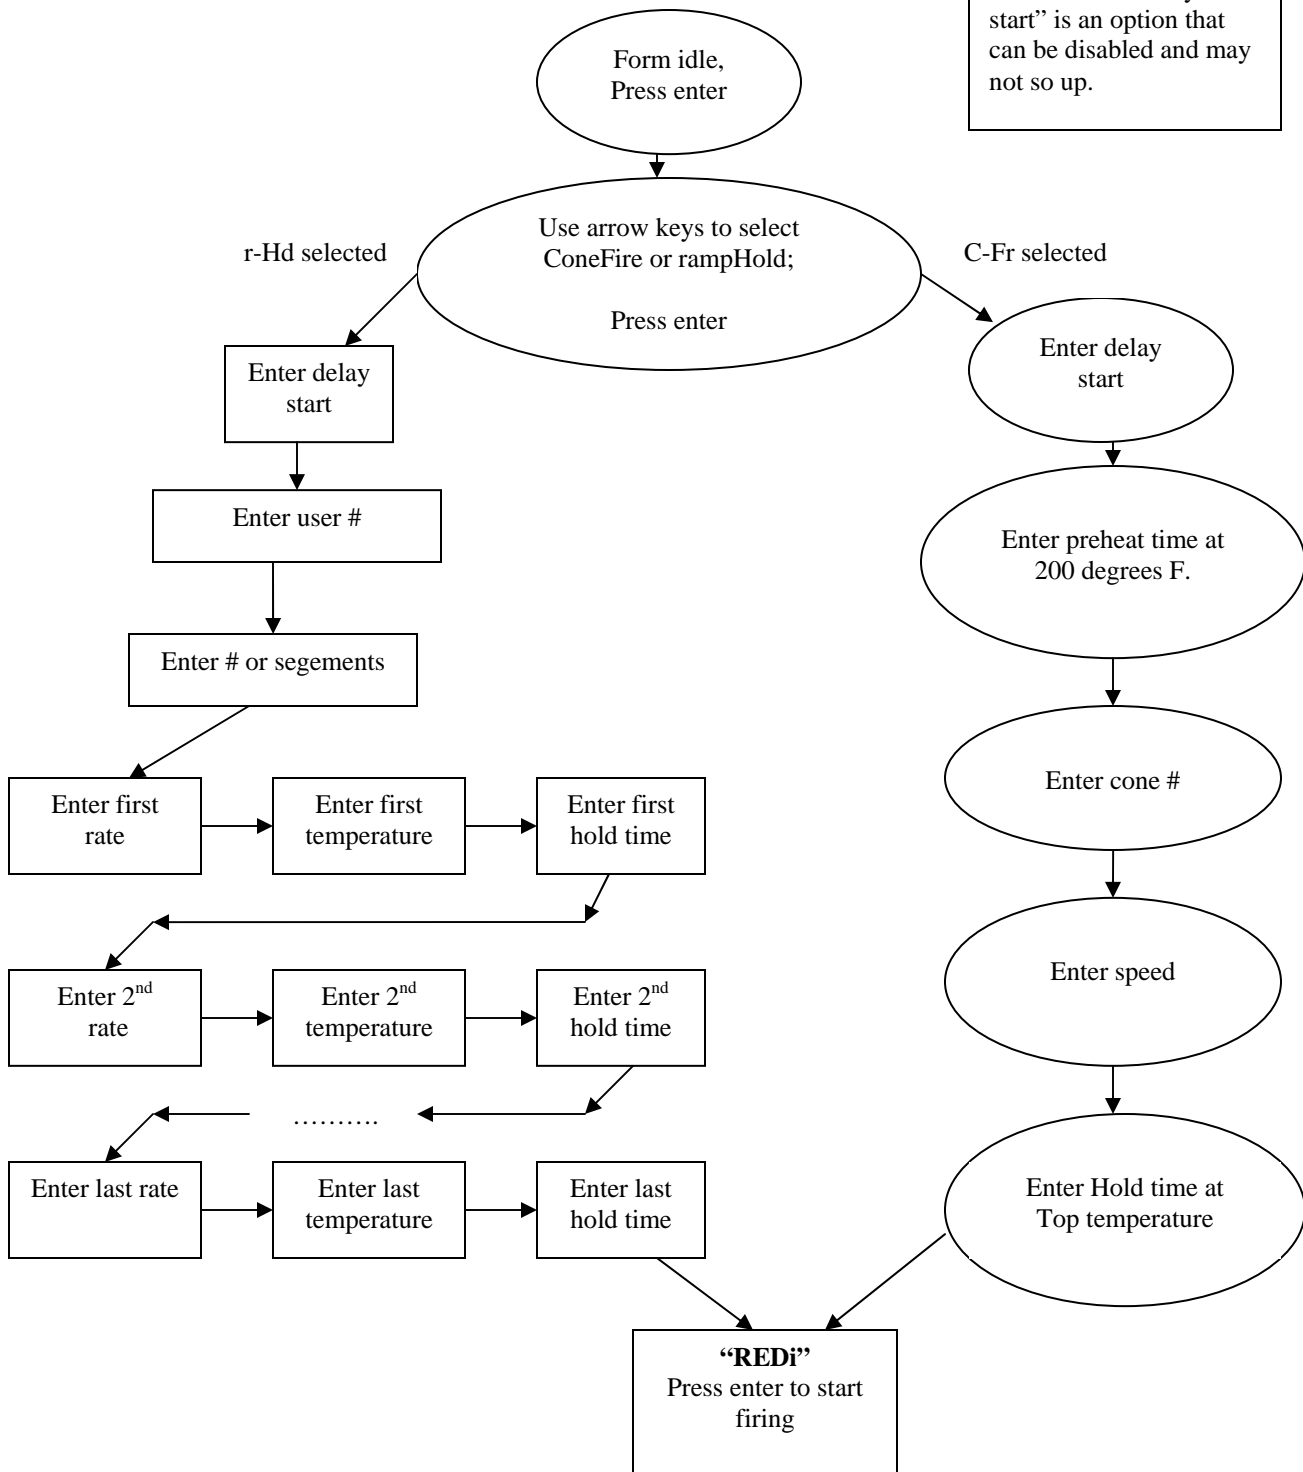 start” is an option that
can be disabled and may
not so up.
Form idle,
Press enter
Use arrow keys to select
ConeFire or rampHold;
Press enter
r-Hd selected
C-Fr selected
Enter delay
start
Enter user #
Enter # or segements
Enter first
rate
Enter first
temperature
Enter first
hold time
Enter 2nd
rate
Enter 2nd
temperature
Enter 2nd
hold time
……….
Enter last rate
Enter last
temperature
Enter last
hold time
Enter delay
start
Enter preheat time at
200 degrees F.
Enter cone #
Enter speed
Enter Hold time at
Top temperature
“REDi”
Press enter to start
firing